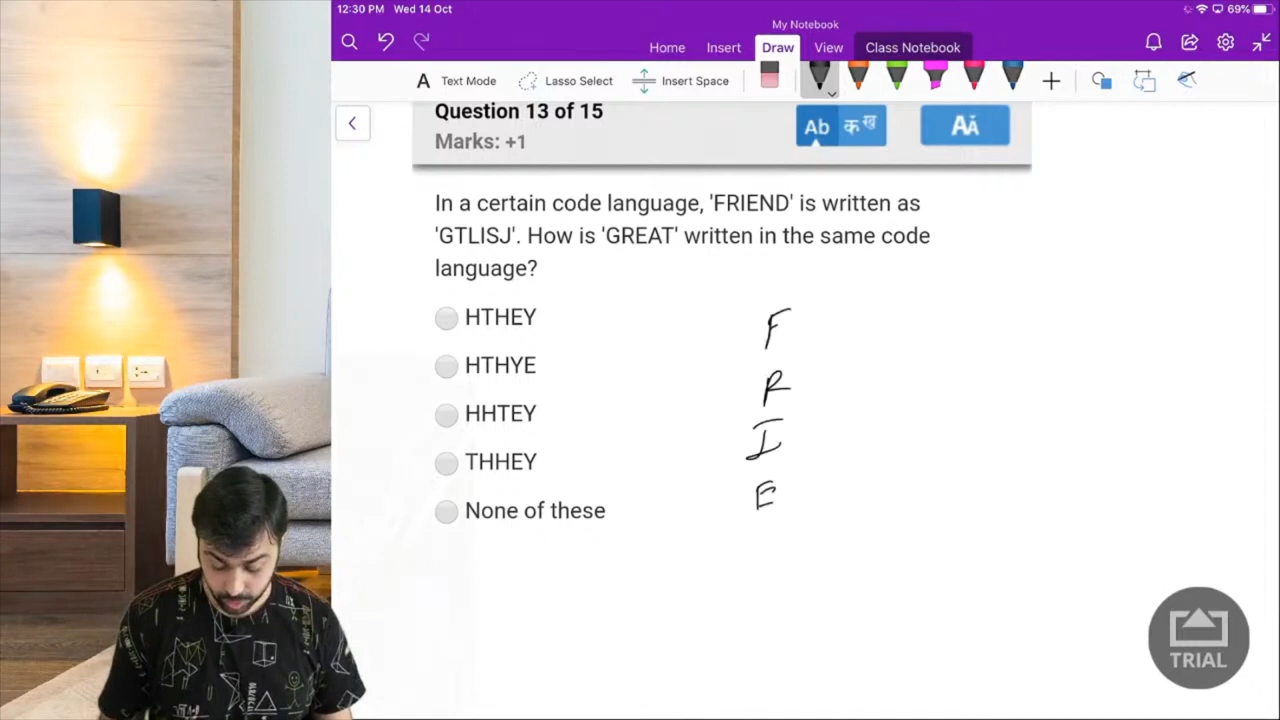 12:30 PM Wed 14 Oct
69%
My Notebook
Home Insert Draw View Class Notebook
A Text Mode Lasso Select Insert Space
Question 13 of 15
Marks: +1
Ab क ख AA
In a certain code language, 'FRIEND' is written as
'GTLISJ'. How is 'GREAT' written in the same code
language?
HTHEY
HTHYE
HHTEY
THHEY
None of these
F
R
I
E
TRIAL